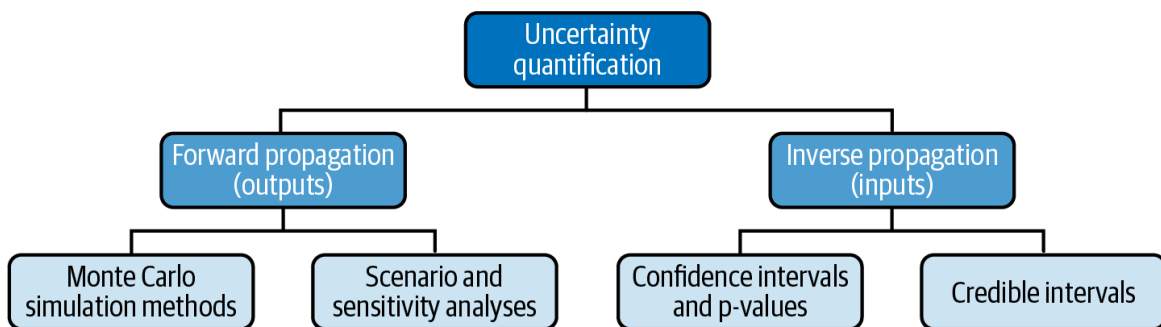 Uncertainty
quantification
Forward propagation
(outputs)
Inverse propagation
(inputs)
Monte Carlo
simulation methods
Scenario and
sensitivity analyses
Confidence intervals
and p-values
Credible intervals